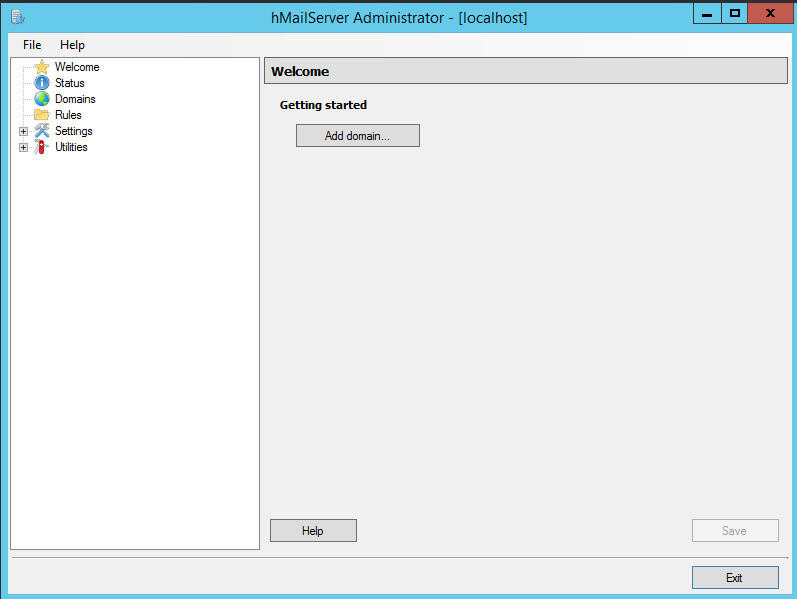 hMailServer Administrator - [localhost]
File Help
Welcome
Status
Domains
Rules
Settings
Utilities
Welcome
Getting started
Add domain...
Help
Save
Exit